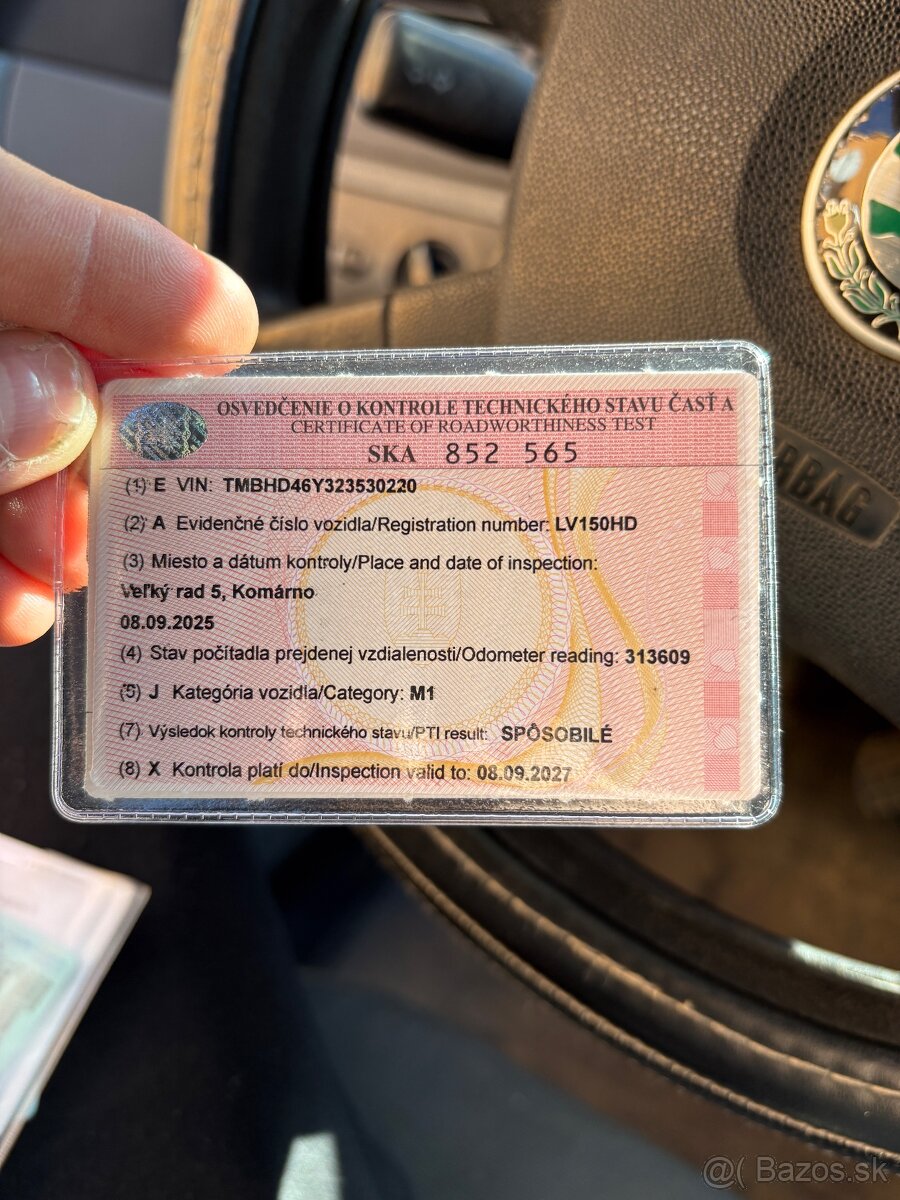 OSVEDČENIE O KONTROLE TECHNICKÉHO STAVU ČASŤ A
CERTIFICATE OF ROADWORTHINESS TEST
SKA 852 565
(1) E VIN: TMBHD46Y323530220
(2) A Evidenčné číslo vozidla/Registration number: LV150HD
(3) Miesto a dátum kontroly/Place and date of inspection:
Veľký rad 5, Komárno
08.09.2025
(4) Stav počítadla prejdenej vzdialenosti/Odometer reading: 313609
(5) J Kategória vozidla/Category: M1
(7) Výsledok kontroly technického stavu/PTI result: SPÔSOBILÉ
(8) X Kontrola platí do/Inspection valid to: 08.09.2027
@( Bazos.sk